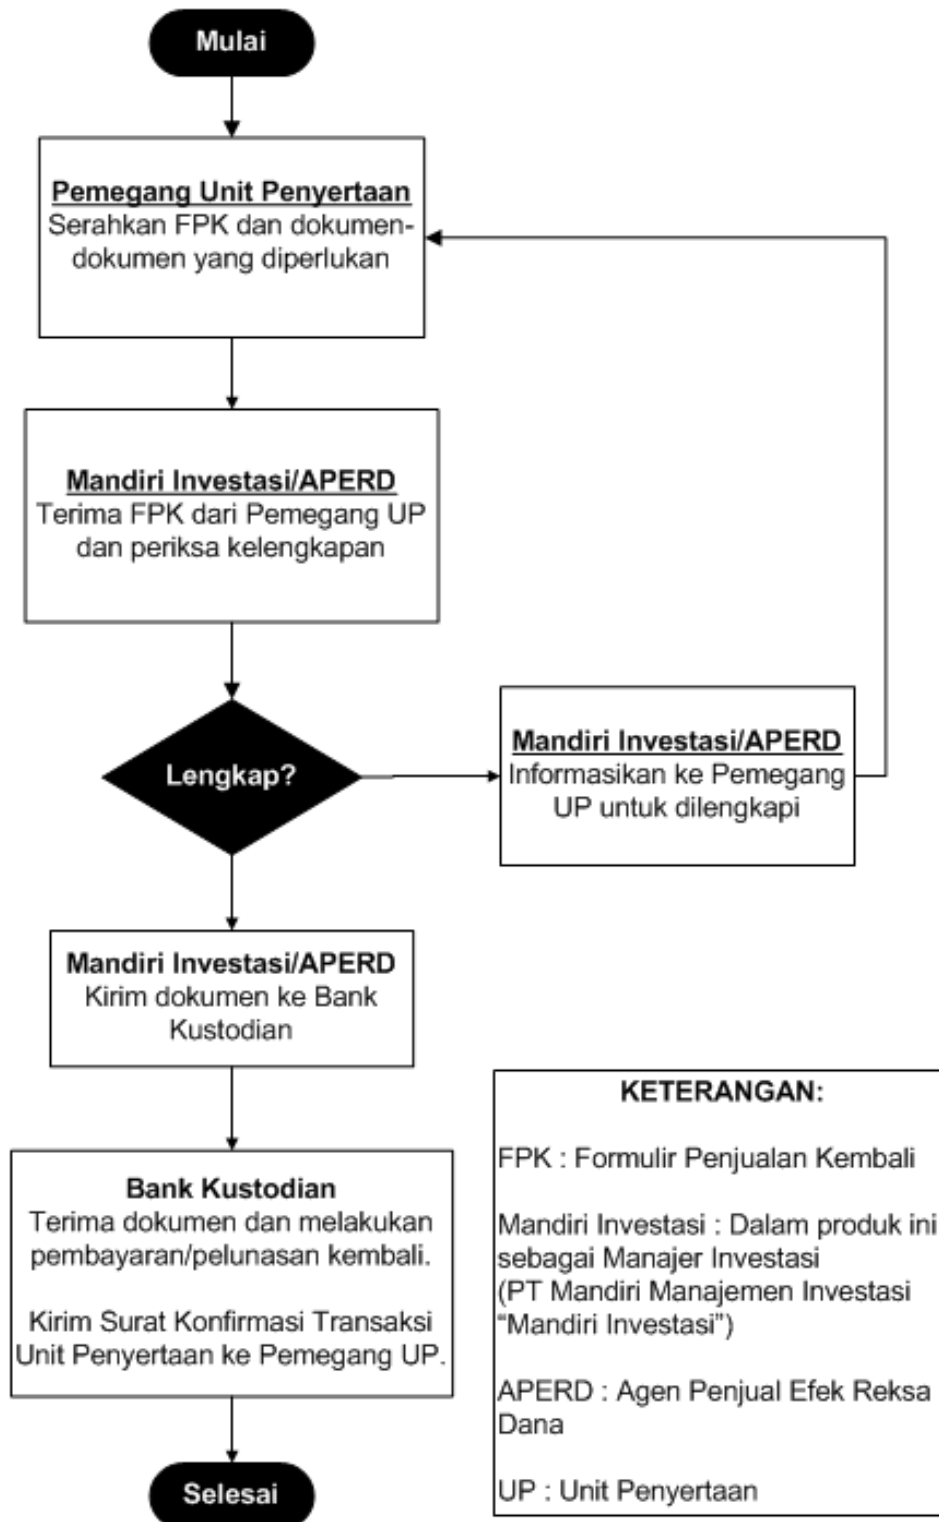 Mulai
Pemegang Unit Penyertaan
Serahkan FPK dan dokumen-
dokumen yang diperlukan
Mandiri Investasi/APERD
Terima FPK dari Pemegang UP
dan periksa kelengkapan
Lengkap?
Mandiri Investasi/APERD
Informasikan ke Pemegang
UP untuk dilengkapi
Mandiri Investasi/APERD
Kirim dokumen ke Bank
Kustodian
Bank Kustodian
Terima dokumen dan melakukan
pembayaran/pelunasan kembali.
Kirim Surat Konfirmasi Transaksi
Unit Penyertaan ke Pemegang UP.
Selesai
KETERANGAN:
FPK : Formulir Penjualan Kembali
Mandiri Investasi : Dalam produk ini
sebagai Manajer Investasi
(PT Mandiri Manajemen Investasi
“Mandiri Investasi”)
APERD : Agen Penjual Efek Reksa
Dana
UP : Unit Penyertaan